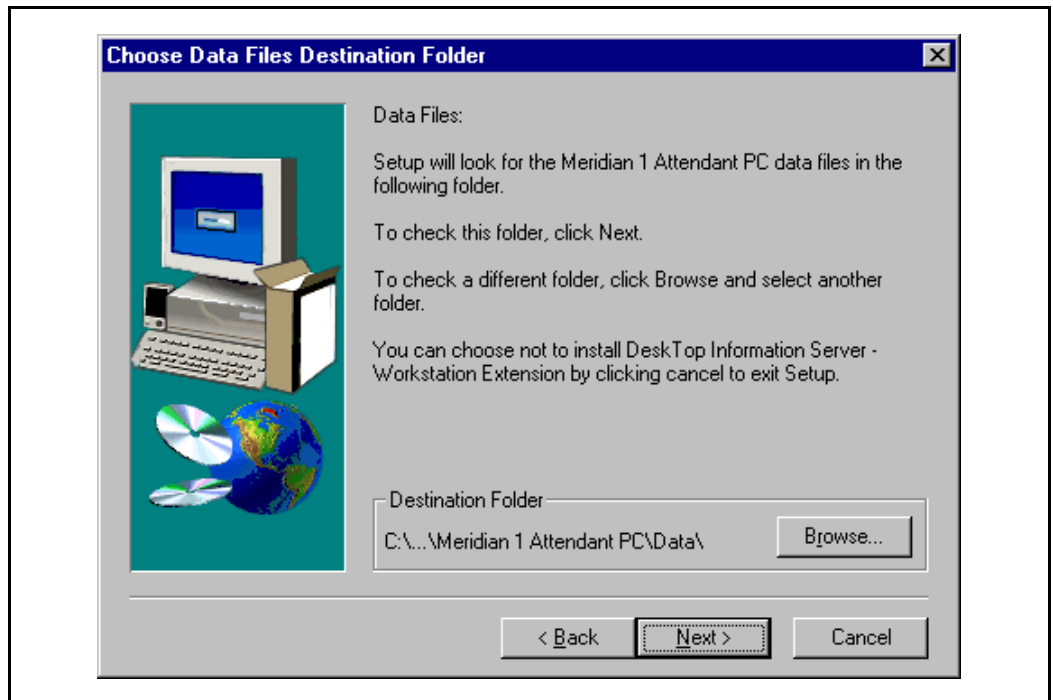 Choose Data Files Destination Folder
Data Files:
Setup will look for the Meridian 1 Attendant PC data files in the
following folder.
To check this folder, click Next.
To check a different folder, click Browse and select another
folder.
You can choose not to install DeskTop Information Server -
Workstation Extension by clicking cancel to exit Setup.
Destination Folder
C:\...\Meridian 1 Attendant PC\Data\ Browse...
< Back Next > Cancel